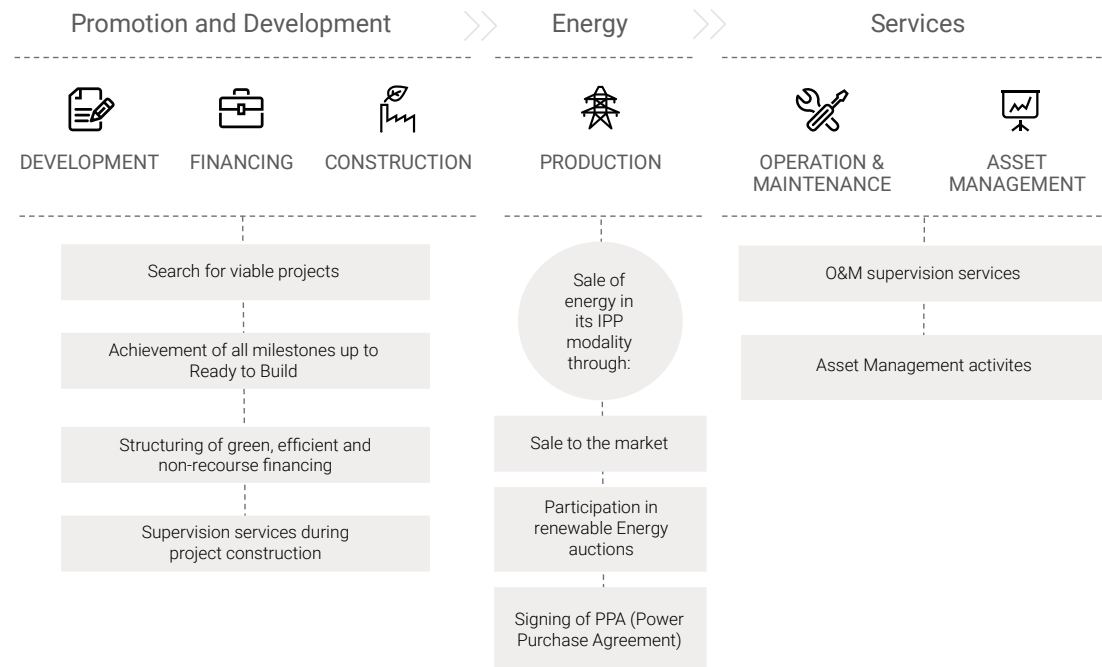 Promotion and Development
Energy
Services
DEVELOPMENT
FINANCING
CONSTRUCTION
PRODUCTION
OPERATION &
MAINTENANCE
ASSET
MANAGEMENT
Search for viable projects
Achievement of all milestones up to
Ready to Build
Structuring of green, efficient and
non-recourse financing
Supervision services during
project construction
Sale of
energy in
its IPP
modality
through:
Sale to the market
Participation in
renewable Energy
auctions
Signing of PPA (Power
Purchase Agreement)
O&M supervision services
Asset Management activites